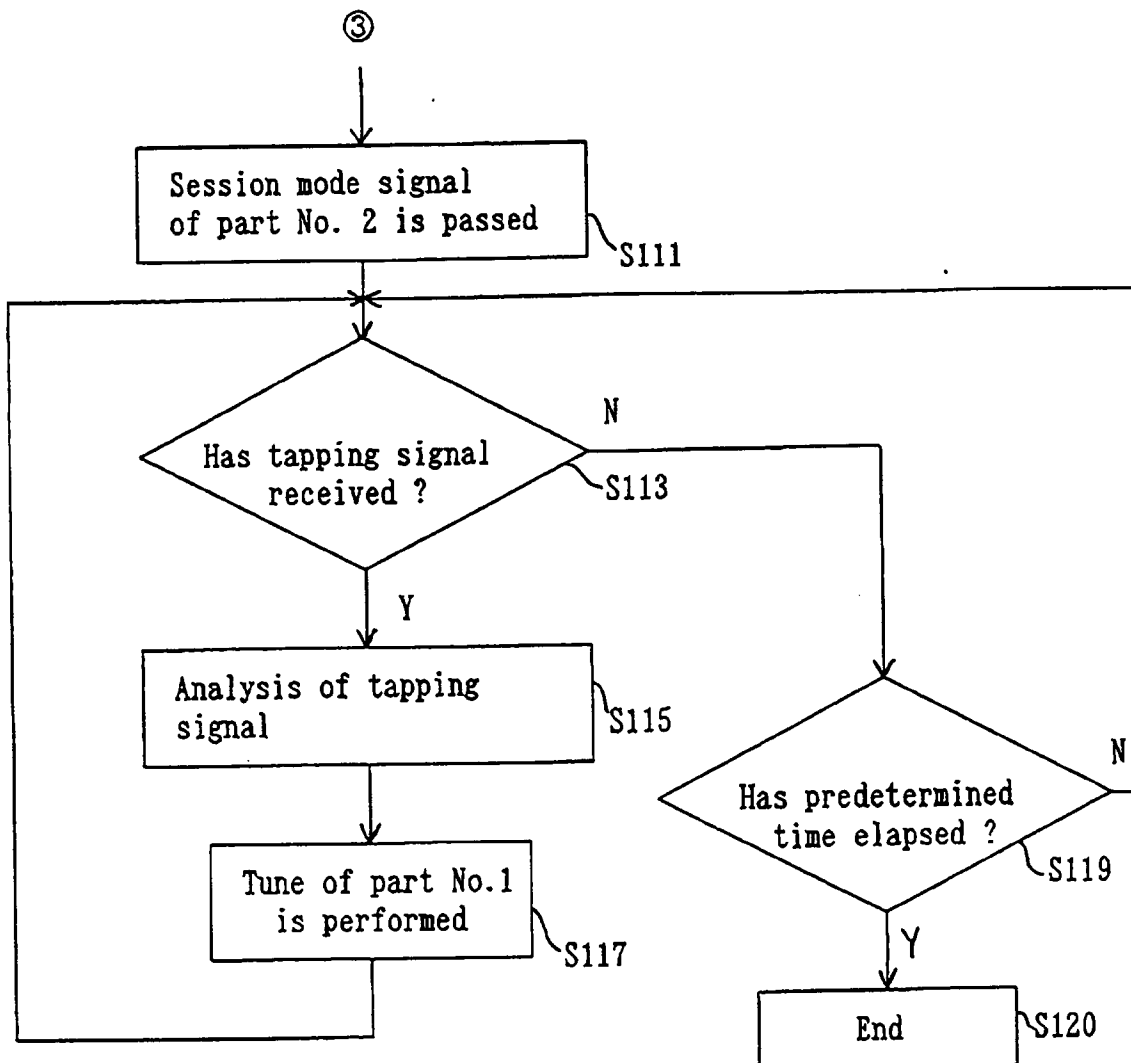 ③
Session mode signal
of part No. 2 is passed
S111
N
Has tapping signal
received ?
S113
Y
Analysis of tapping
signal
S115
N
Has predetermined
time elapsed ?
S119
Tune of part No.1
is performed
S117
Y
End
S120